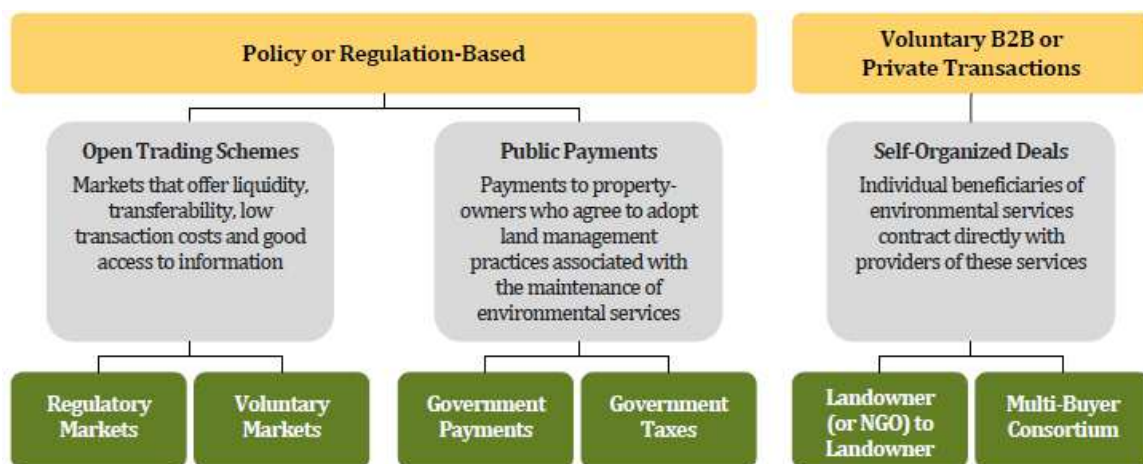 Policy or Regulation-Based
Voluntary B2B or
Private Transactions
Open Trading Schemes
Markets that offer liquidity,
transferability, low
transaction costs and good
access to information
Public Payments
Payments to property-
owners who agree to adopt
land management
practices associated with
the maintenance of
environmental services
Self-Organized Deals
Individual beneficiaries of
environmental services
contract directly with
providers of these services
Regulatory
Markets
Voluntary
Markets
Government
Payments
Government
Taxes
Landowner
(or NGO) to
Landowner
Multi-Buyer
Consortium